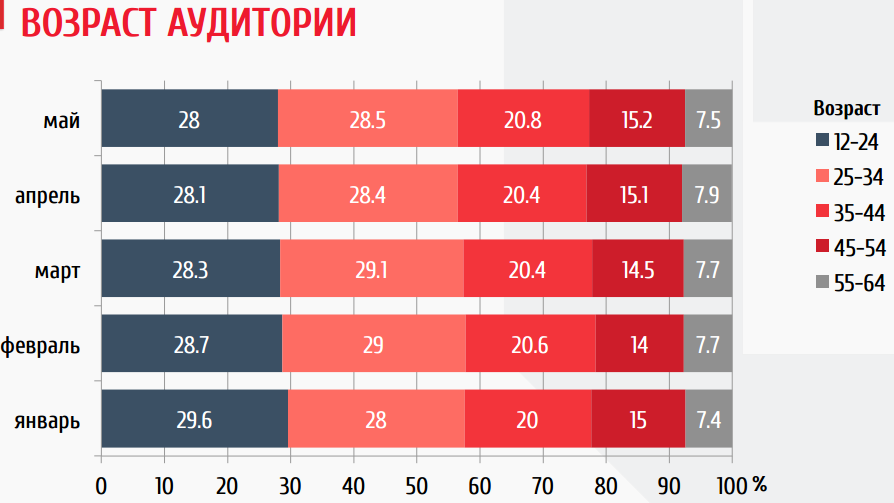 ВОЗРАСТ АУДИТОРИИ
май 28 28.5 20.8 15.2 7.5
апрель 28.1 28.4 20.4 15.1 7.9
март 28.3 29.1 20.4 14.5 7.7
февраль 28.7 29 20.6 14 7.7
январь 29.6 28 20 15 7.4
0 10 20 30 40 50 60 70 80 90 100 %
Возраст
12-24
25-34
35-44
45-54
55-64